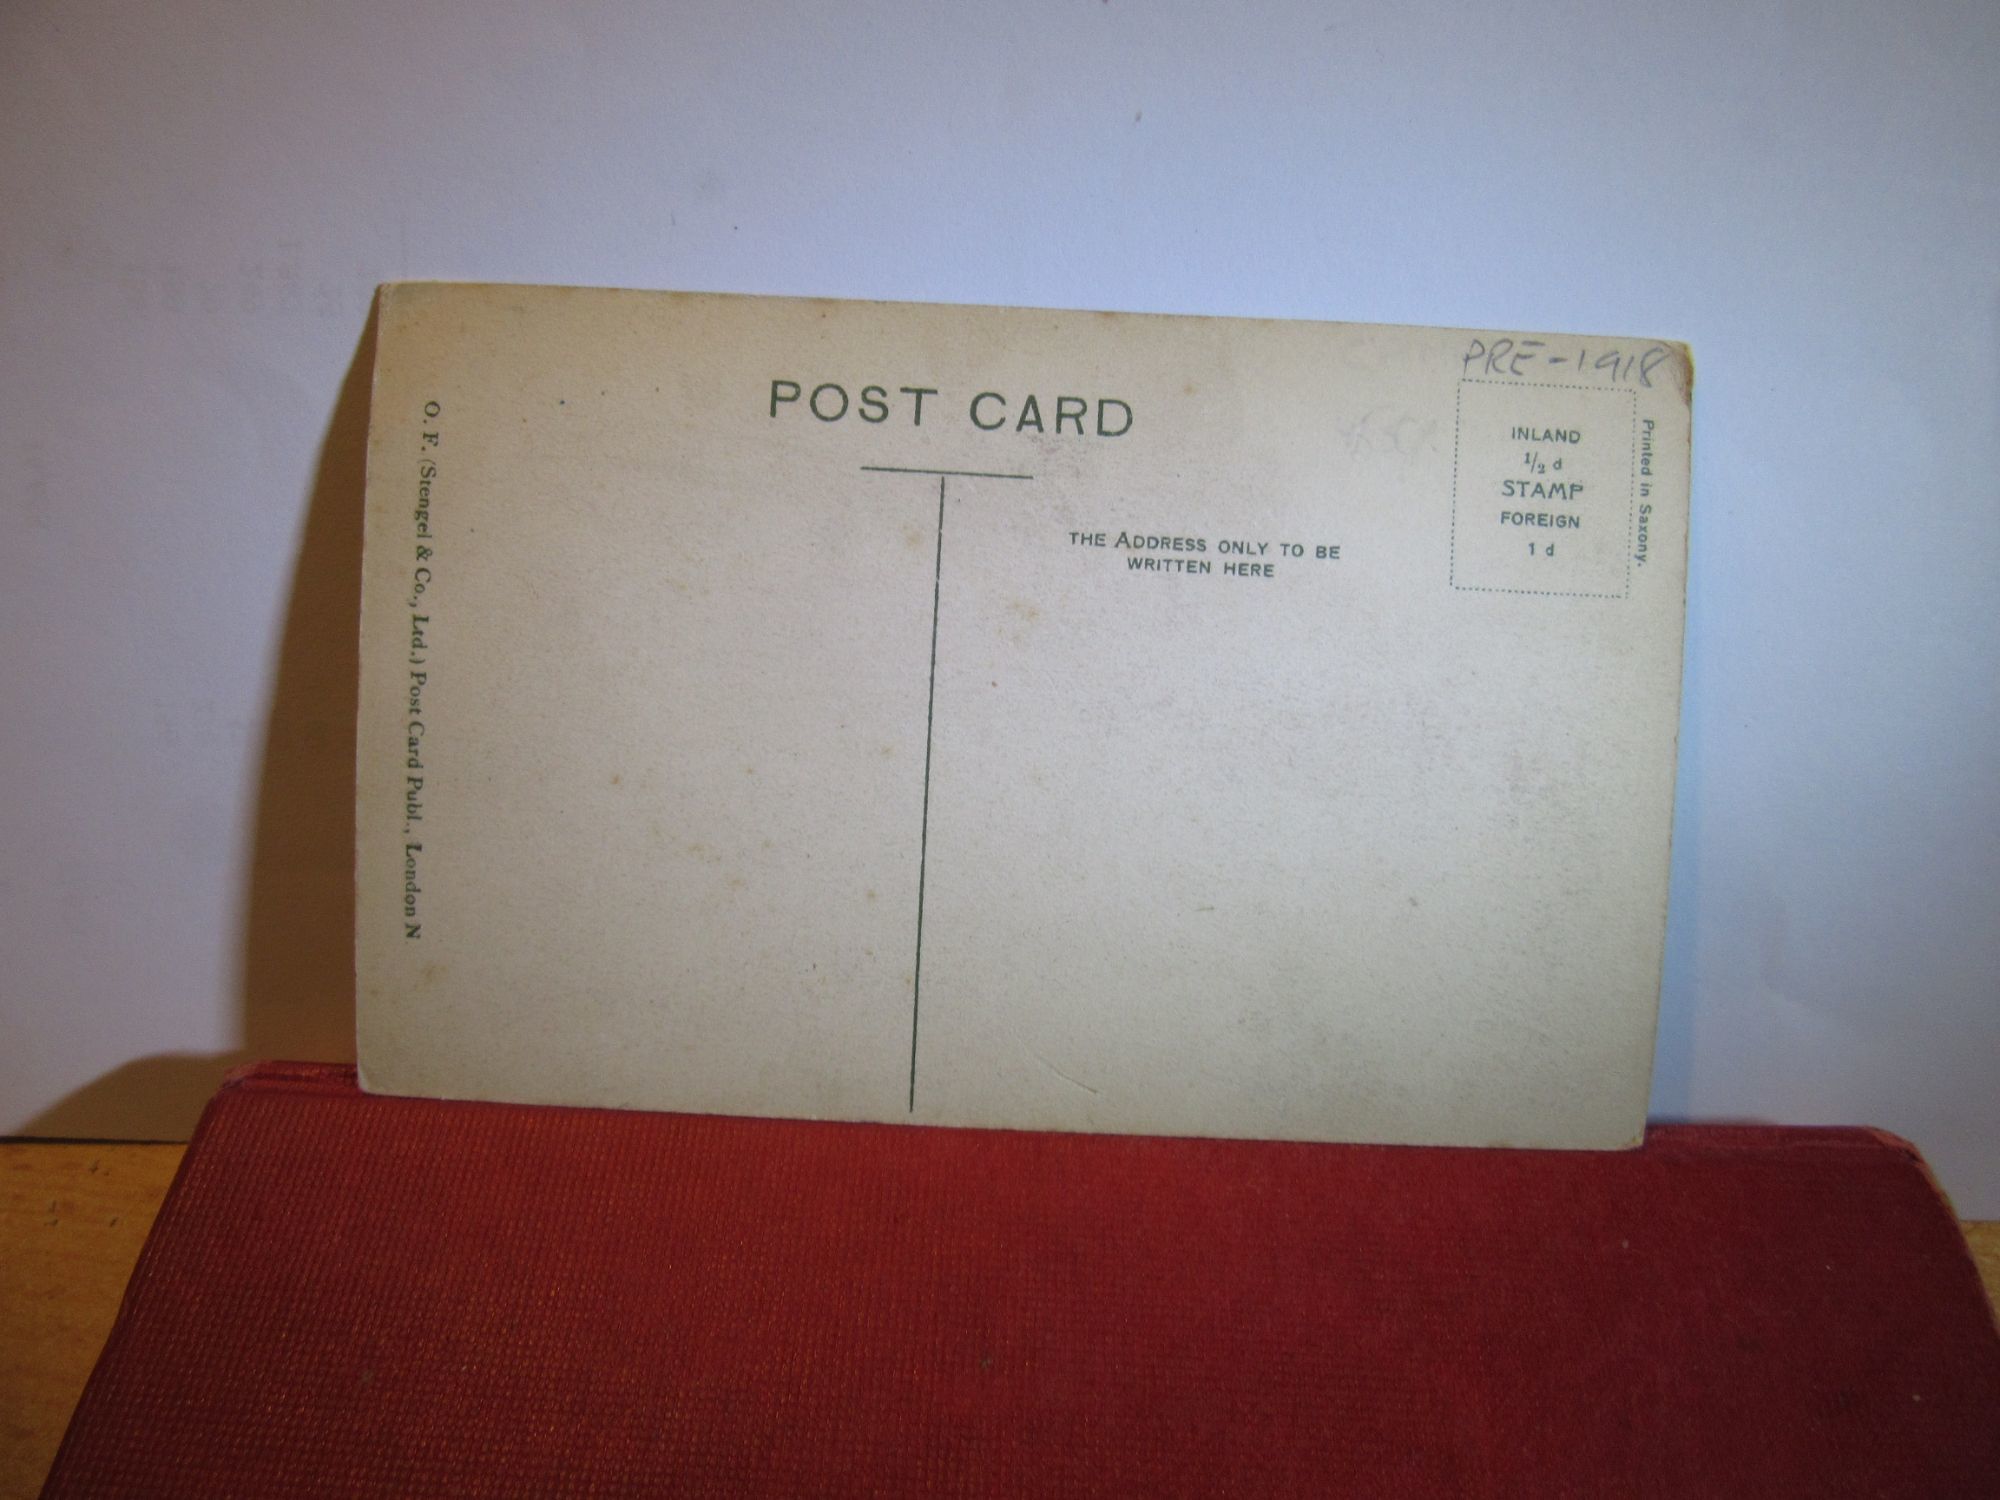 PRE-1918
POST CARD
INLAND
1/2 d
STAMP
FOREIGN
1 d
Printed in Saxony.
THE ADDRESS ONLY TO BE
WRITTEN HERE
O. F. (Stengel & Co., Ltd.) Post Card Publ., London N